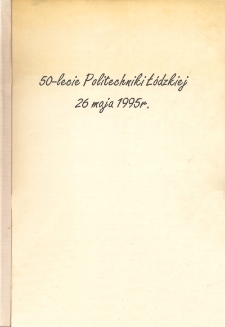 50-lecie Politechniki Łódzkiej
26 maja 1995r.